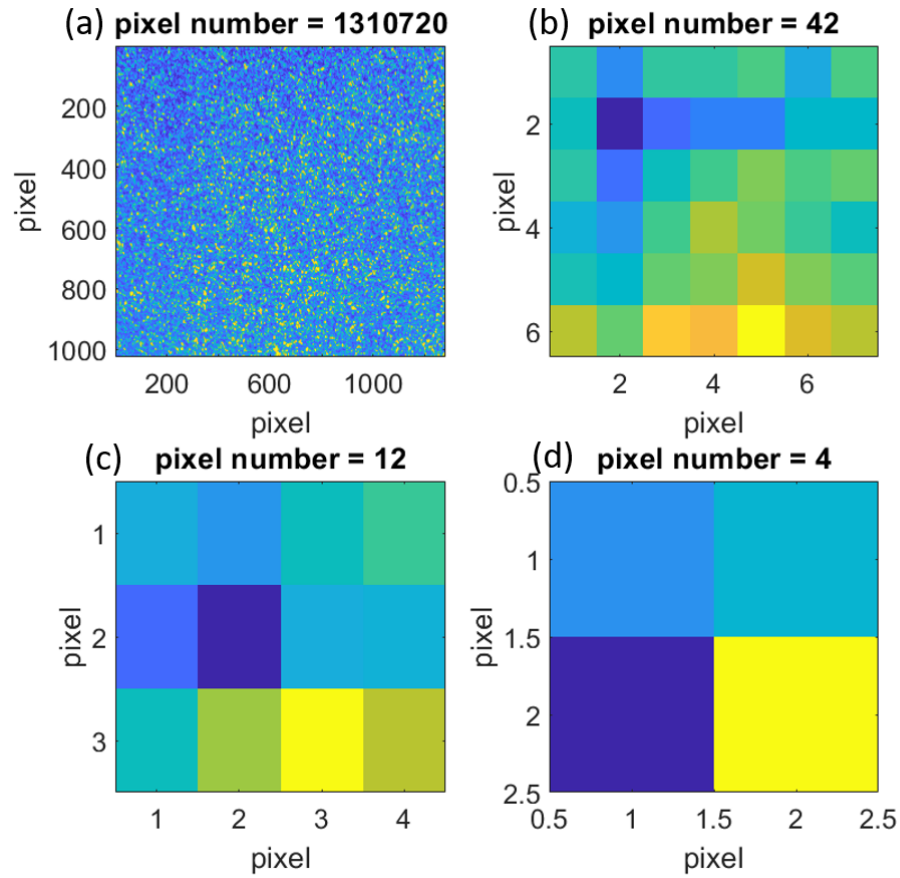 (a) pixel number = 1310720
200
400
600
800
1000
pixel
200 600 1000
pixel
(b) pixel number = 42
2
4
6
pixel
2 4 6
pixel
(c) pixel number = 12
1
2
3
pixel
1 2 3 4
pixel
(d) pixel number = 4
0.5
1
1.5
2
2.5
pixel
0.5 1 1.5 2 2.5
pixel